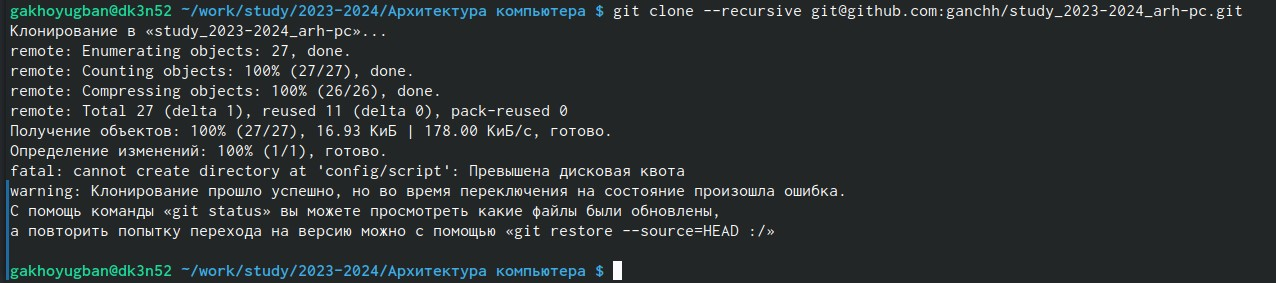 gakhoyugban@dk3n52 ~/work/study/2023-2024/Архитектура компьютера $ git clone --recursive git@github.com:ganchh/study_2023-2024_arh-pc.git
Клонирование в «study_2023-2024_arh-pc»...
remote: Enumerating objects: 27, done.
remote: Counting objects: 100% (27/27), done.
remote: Compressing objects: 100% (26/26), done.
remote: Total 27 (delta 1), reused 11 (delta 0), pack-reused 0
Получение объектов: 100% (27/27), 16.93 КиБ | 178.00 КиБ/с, готово.
Определение изменений: 100% (1/1), готово.
fatal: cannot create directory at 'config/script': Превышена дисковая квота
warning: Клонирование прошло успешно, но во время переключения на состояние произошла ошибка.
С помощь команды «git status» вы можете просмотреть какие файлы были обновлены,
а повторить попытку перехода на версию можно с помощью «git restore --source=HEAD :/»
gakhoyugban@dk3n52 ~/work/study/2023-2024/Архитектура компьютера $